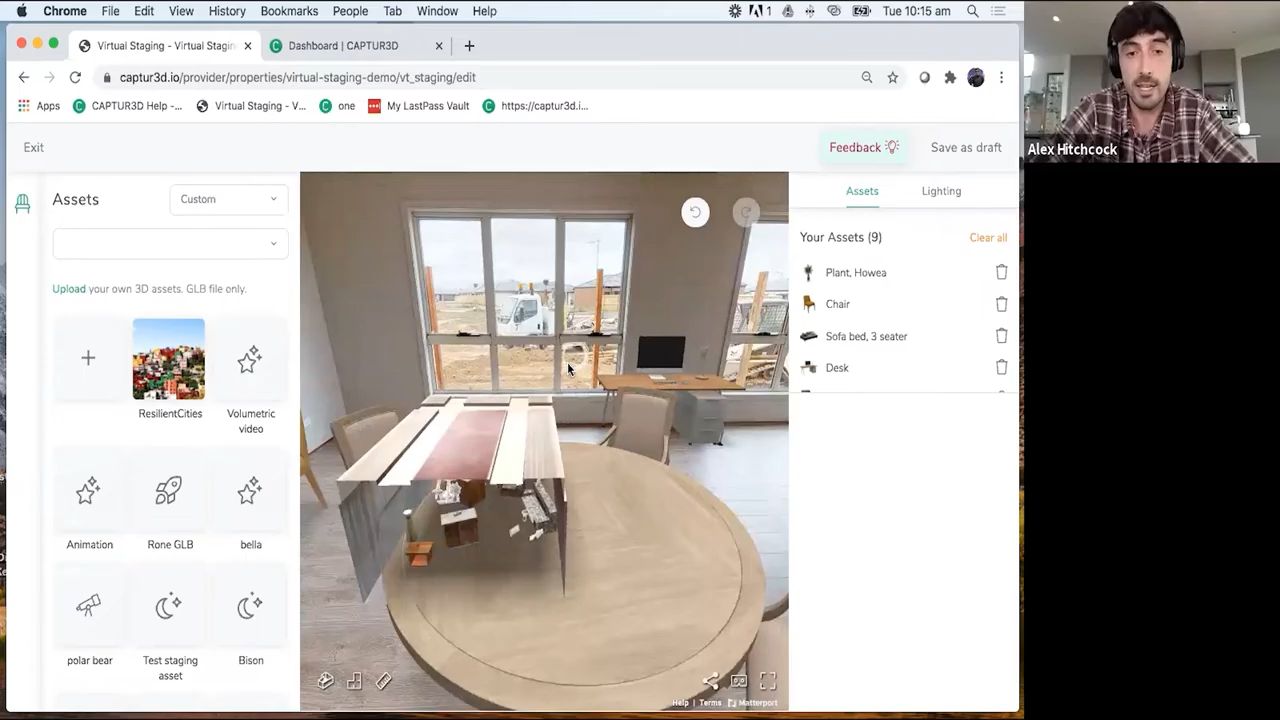 Chrome File Edit View History Bookmarks People Tab Window Help 1 Tue 10:15 am
Virtual Staging - Virtual Stagin Dashboard | CAPTUR3D
captur3d.io/provider/properties/virtual-staging-demo/vt_staging/edit
Apps CAPTUR3D Help -... Virtual Staging - V... one My LastPass Vault https://captur3d.i...
Alex Hitchcock
Exit Feedback Save as draft
Assets Custom
Assets Lighting
Your Assets (9) Clear all
Plant, Howea
Upload your own 3D assets. GLB file only.
Chair
Sofa bed, 3 seater
Desk
ResilientCities Volumetric
video
Animation Rone GLB bella
polar bear Test staging Bison
asset
Help | Terms Matterport